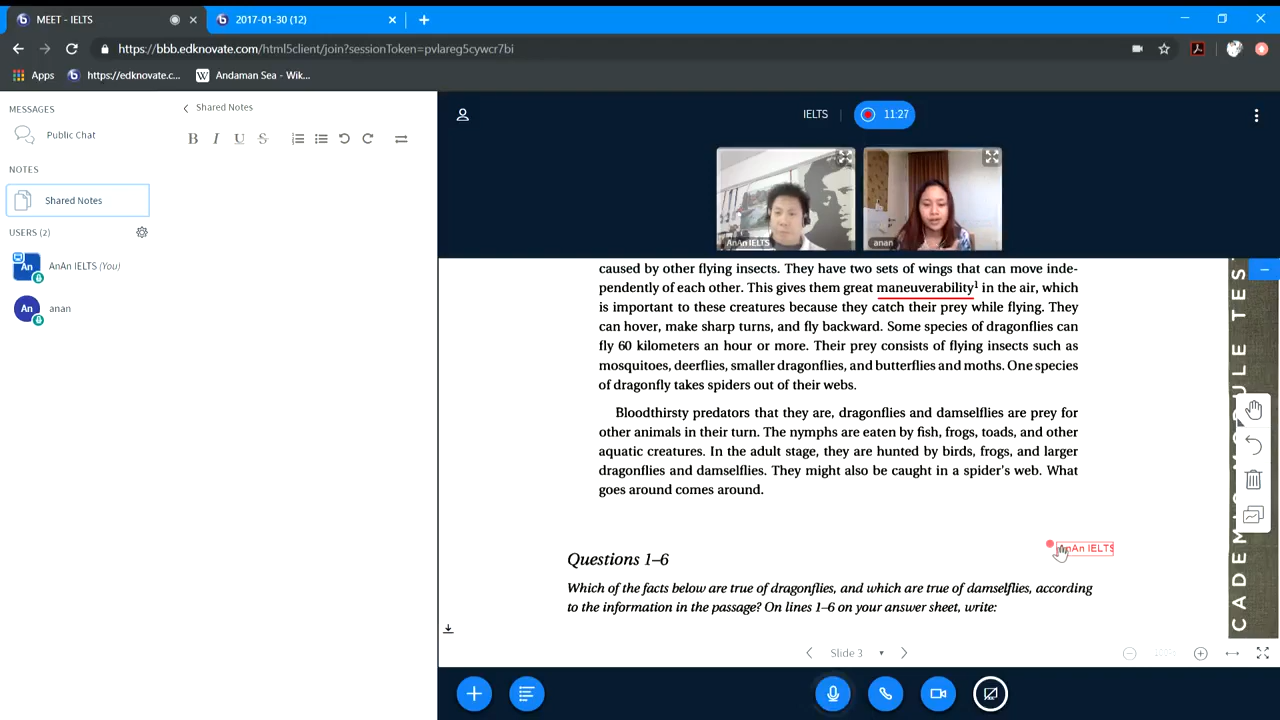 MEET - IELTS
2017-01-30 (12)
https://bbb.edknovate.com/html5client/join?sessionToken=pvlareg5cywcr7bi
Apps
https://edknovate.c...
Andaman Sea - Wik...
MESSAGES
Public Chat
NOTES
Shared Notes
USERS (2)
An AnAn IELTS (You)
An anan
Shared Notes
B I U S
IELTS
11:27
AnAn IELTS
anan
caused by other flying insects. They have two sets of wings that can move inde-
pendently of each other. This gives them great maneuverability¹ in the air, which
is important to these creatures because they catch their prey while flying. They
can hover, make sharp turns, and fly backward. Some species of dragonflies can
fly 60 kilometers an hour or more. Their prey consists of flying insects such as
mosquitoes, deerflies, smaller dragonflies, and butterflies and moths. One species
of dragonfly takes spiders out of their webs.
Bloodthirsty predators that they are, dragonflies and damselflies are prey for
other animals in their turn. The nymphs are eaten by fish, frogs, toads, and other
aquatic creatures. In the adult stage, they are hunted by birds, frogs, and larger
dragonflies and damselflies. They might also be caught in a spider's web. What
goes around comes around.
AnAn IELTS
Questions 1–6
Which of the facts below are true of dragonflies, and which are true of damselflies, according
to the information in the passage? On lines 1–6 on your answer sheet, write:
Slide 3